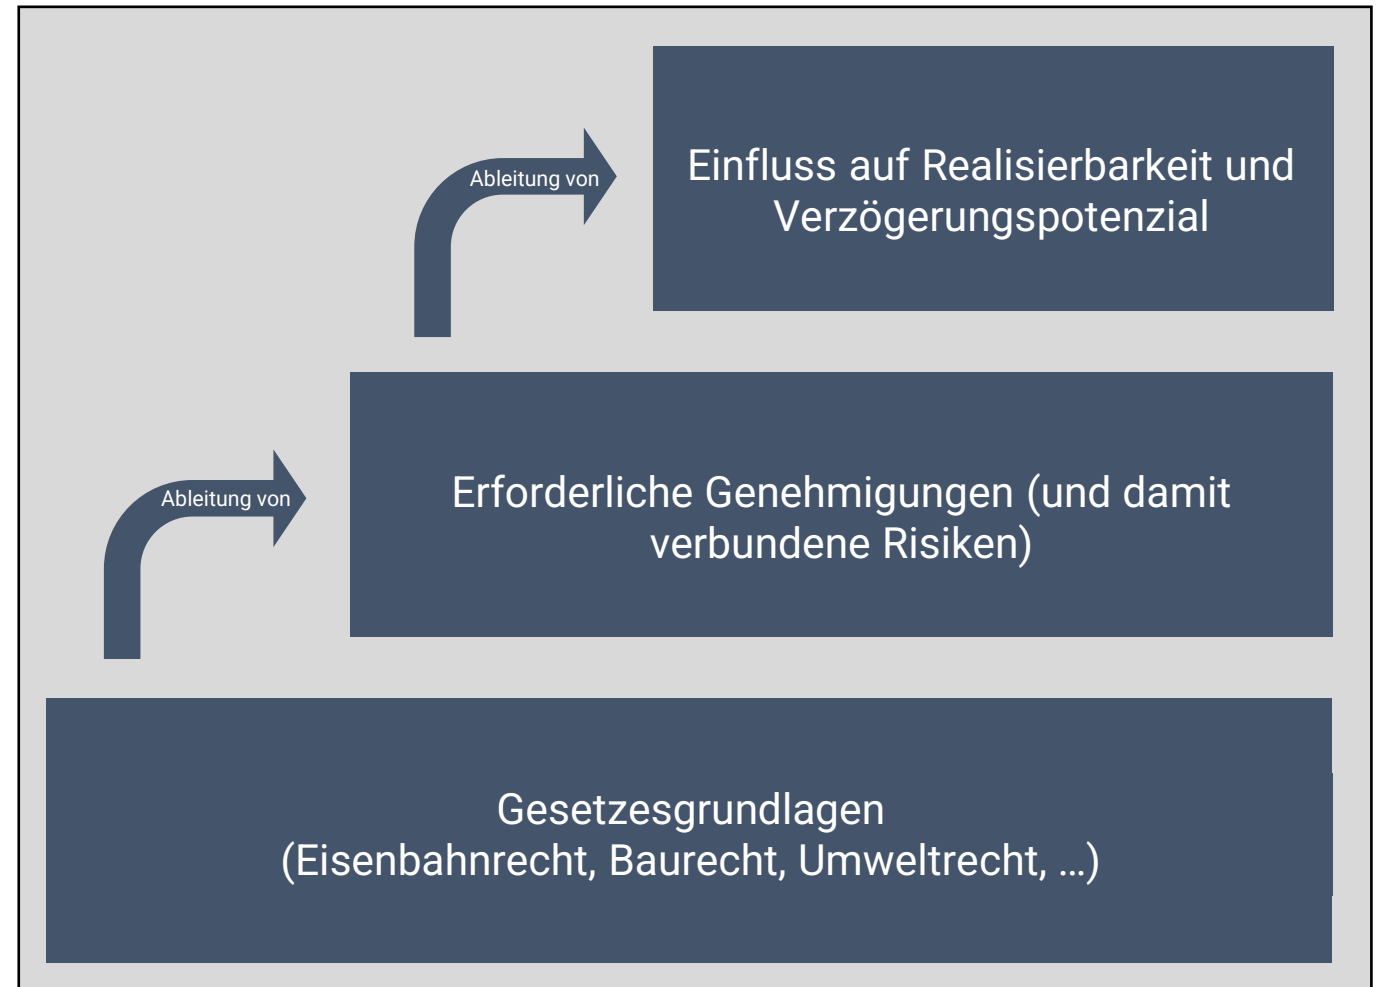 Einfluss auf Realisierbarkeit und
Verzögerungspotenzial
Ableitung von
Erforderliche Genehmigungen (und damit
verbundene Risiken)
Ableitung von
Gesetzesgrundlagen
(Eisenbahnrecht, Baurecht, Umweltrecht, …)